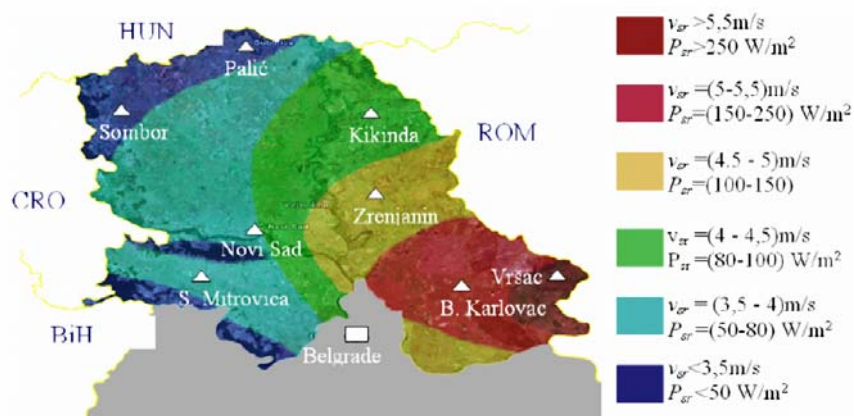 HUN
Palić
Sombor
Kikinda
ROM
CRO
Zrenjanin
Novi Sad
Vršac
S. Mitrovica
B. Karlovac
BiH
Belgrade
v_sr >5,5m/s
P_sr>250 W/m²
v_sr =(5-5,5)m/s
P_sr=(150-250) W/m²
v_sr =(4.5 - 5)m/s
P_sr=(100-150)
v_sr =(4 - 4,5)m/s
P_sr=(80-100) W/m²
v_sr = (3,5 - 4)m/s
P_sr=(50-80) W/m²
v_sr<3,5m/s
P_sr<50 W/m²